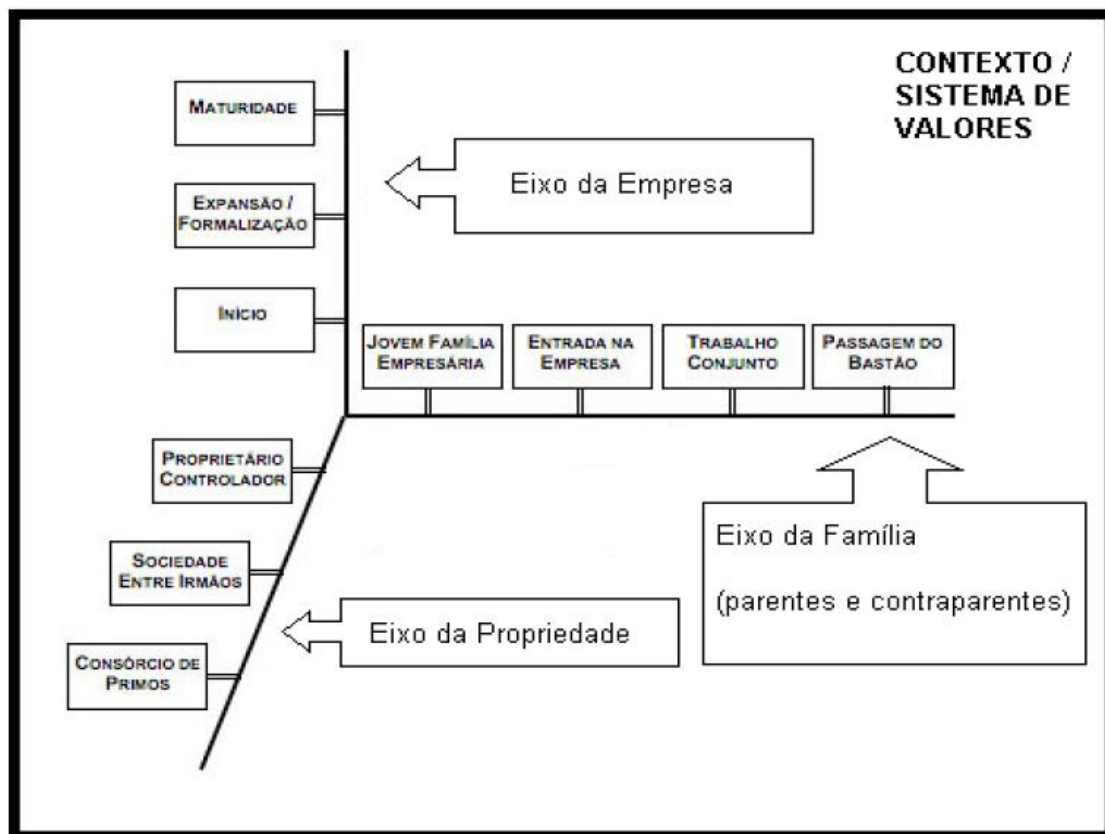 CONTEXTO /
SISTEMA DE
VALORES
MATURIDADE
Eixo da Empresa
EXPANSÃO /
FORMALIZAÇÃO
INÍCIO
JOVEM FAMÍLIA
EMPRESÁRIA
ENTRADA NA
EMPRESA
TRABALHO
CONJUNTO
PASSAGEM DO
BASTÃO
PROPRIETÁRIO
CONTROLADOR
SOCIEDADE
ENTRE IRMÃOS
Eixo da Família
(parentes e contraparentes)
Eixo da Propriedade
CONSÓRCIO DE
PRIMOS